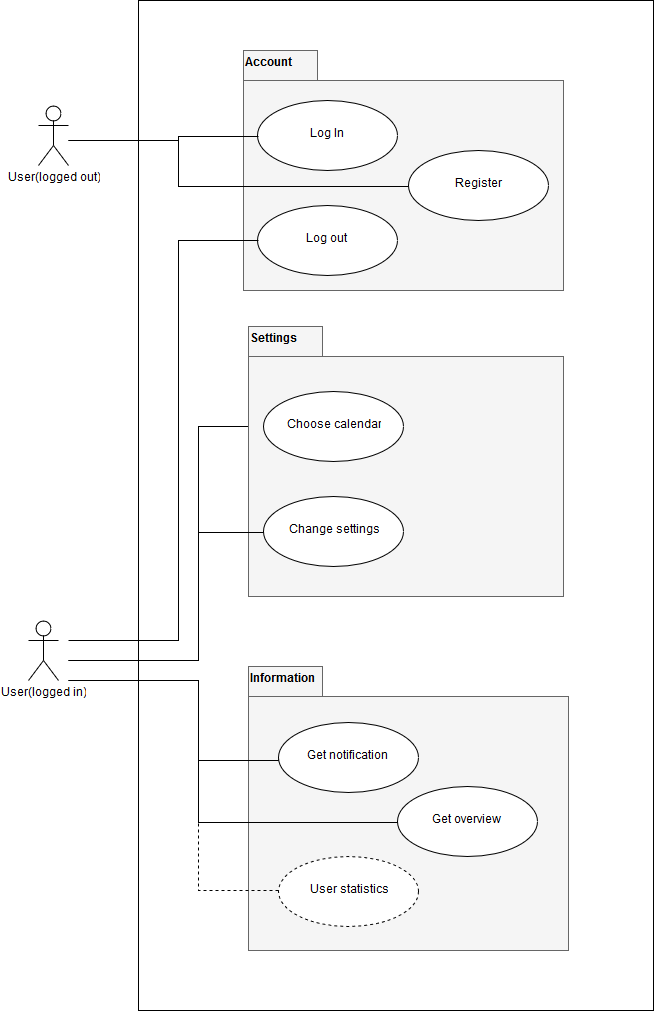 Account
Log In
User(logged out)
Register
Log out
Settings
Choose calendar
Change settings
User(logged in)
Information
Get notification
Get overview
User statistics